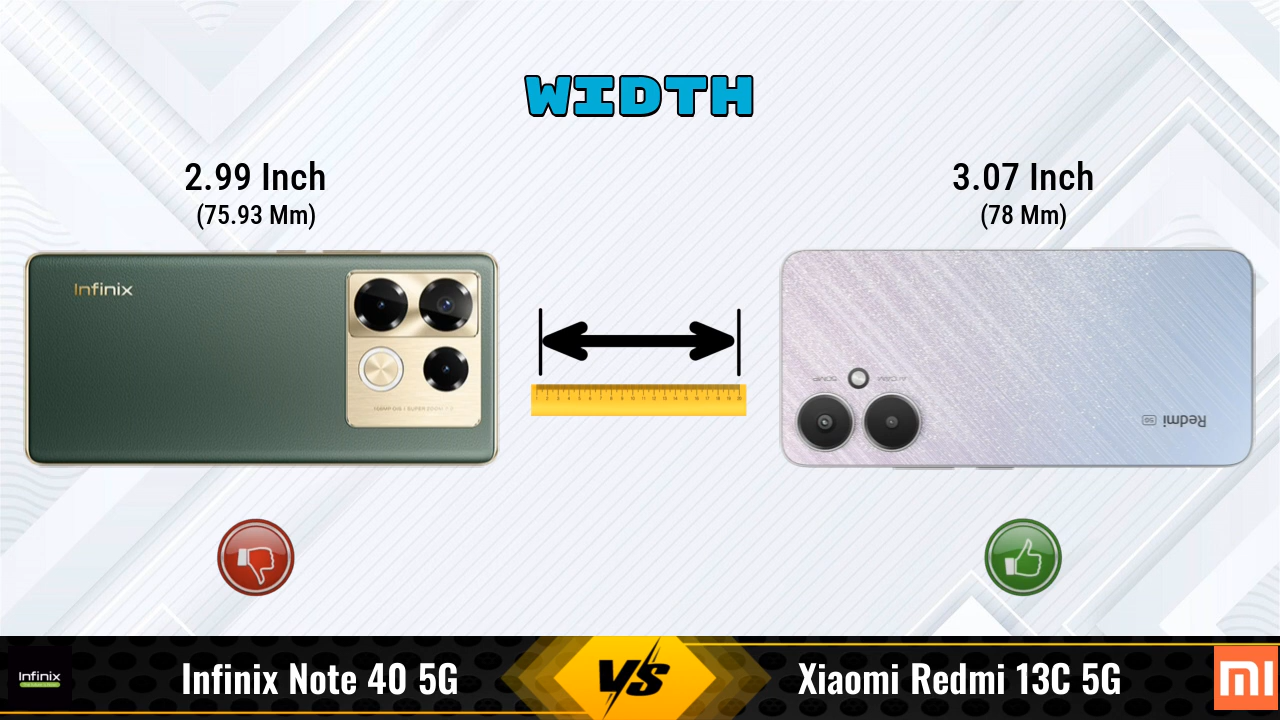 WIDTH
2.99 Inch
(75.93 Mm)
3.07 Inch
(78 Mm)
Infinix
Redmi 5G
Infinix
Infinix Note 40 5G
VS
Xiaomi Redmi 13C 5G
MI